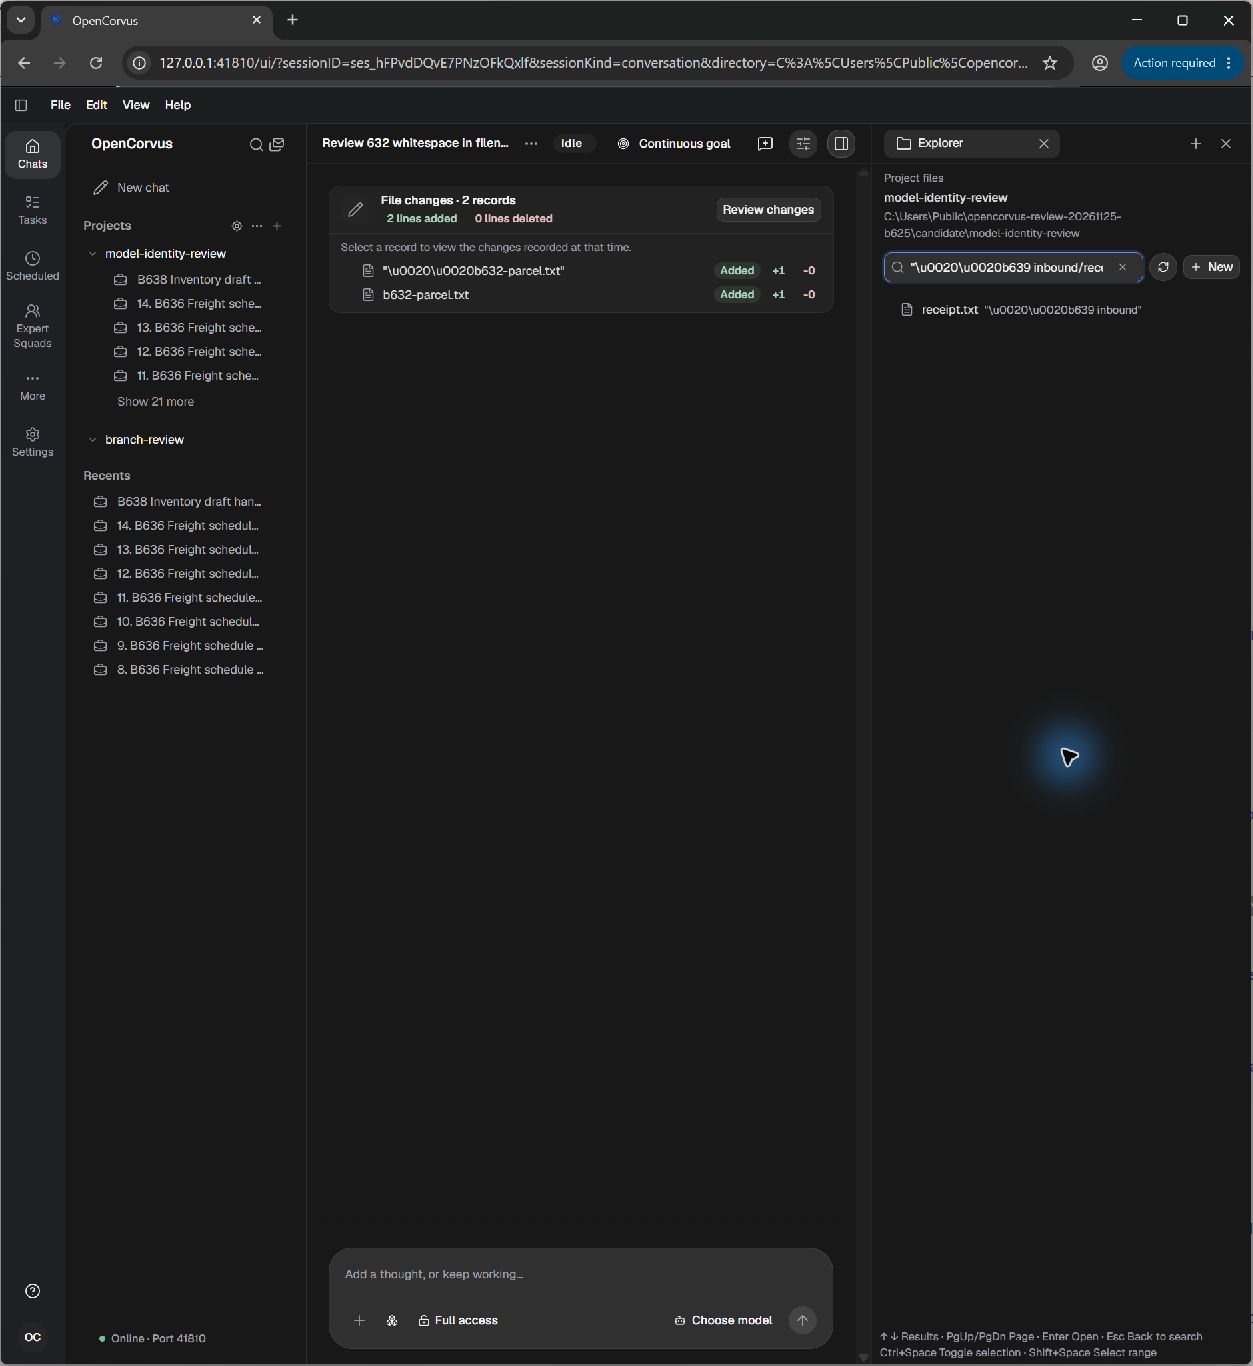 OpenCorvus
127.0.0.1:41810/ui/?sessionID=ses_hFPvdDQvE7PNzOFkQxlf&sessionKind=conversation&directory=C%3A%5CUsers%5CPublic%5Copencor...
Action required
File Edit View Help
Chats
Tasks
Scheduled
Expert
Squads
More
Settings
OC
OpenCorvus
New chat
Projects
model-identity-review
B638 Inventory draft ...
14. B636 Freight sche...
13. B636 Freight sche...
12. B636 Freight sche...
11. B636 Freight sche...
Show 21 more
branch-review
Recents
B638 Inventory draft han...
14. B636 Freight schedul...
13. B636 Freight schedul...
12. B636 Freight schedul...
11. B636 Freight schedule...
10. B636 Freight schedul...
9. B636 Freight schedule ...
8. B636 Freight schedule ...
Online · Port 41810
Review 632 whitespace in filen... ... Idle Continuous goal
File changes · 2 records
2 lines added 0 lines deleted
Review changes
Select a record to view the changes recorded at that time.
"\u0020\u0020b632-parcel.txt" Added +1 -0
b632-parcel.txt Added +1 -0
Add a thought, or keep working...
Full access
Choose model
Explorer
Project files
model-identity-review
C:\Users\Public\opencorvus-review-20261125-
b625\candidate\model-identity-review
"\u0020\u0020b639 inbound/rece
New
receipt.txt "\u0020\u0020b639 inbound"
↑ ↓ Results · PgUp/PgDn Page · Enter Open · Esc Back to search
Ctrl+Space Toggle selection · Shift+Space Select range